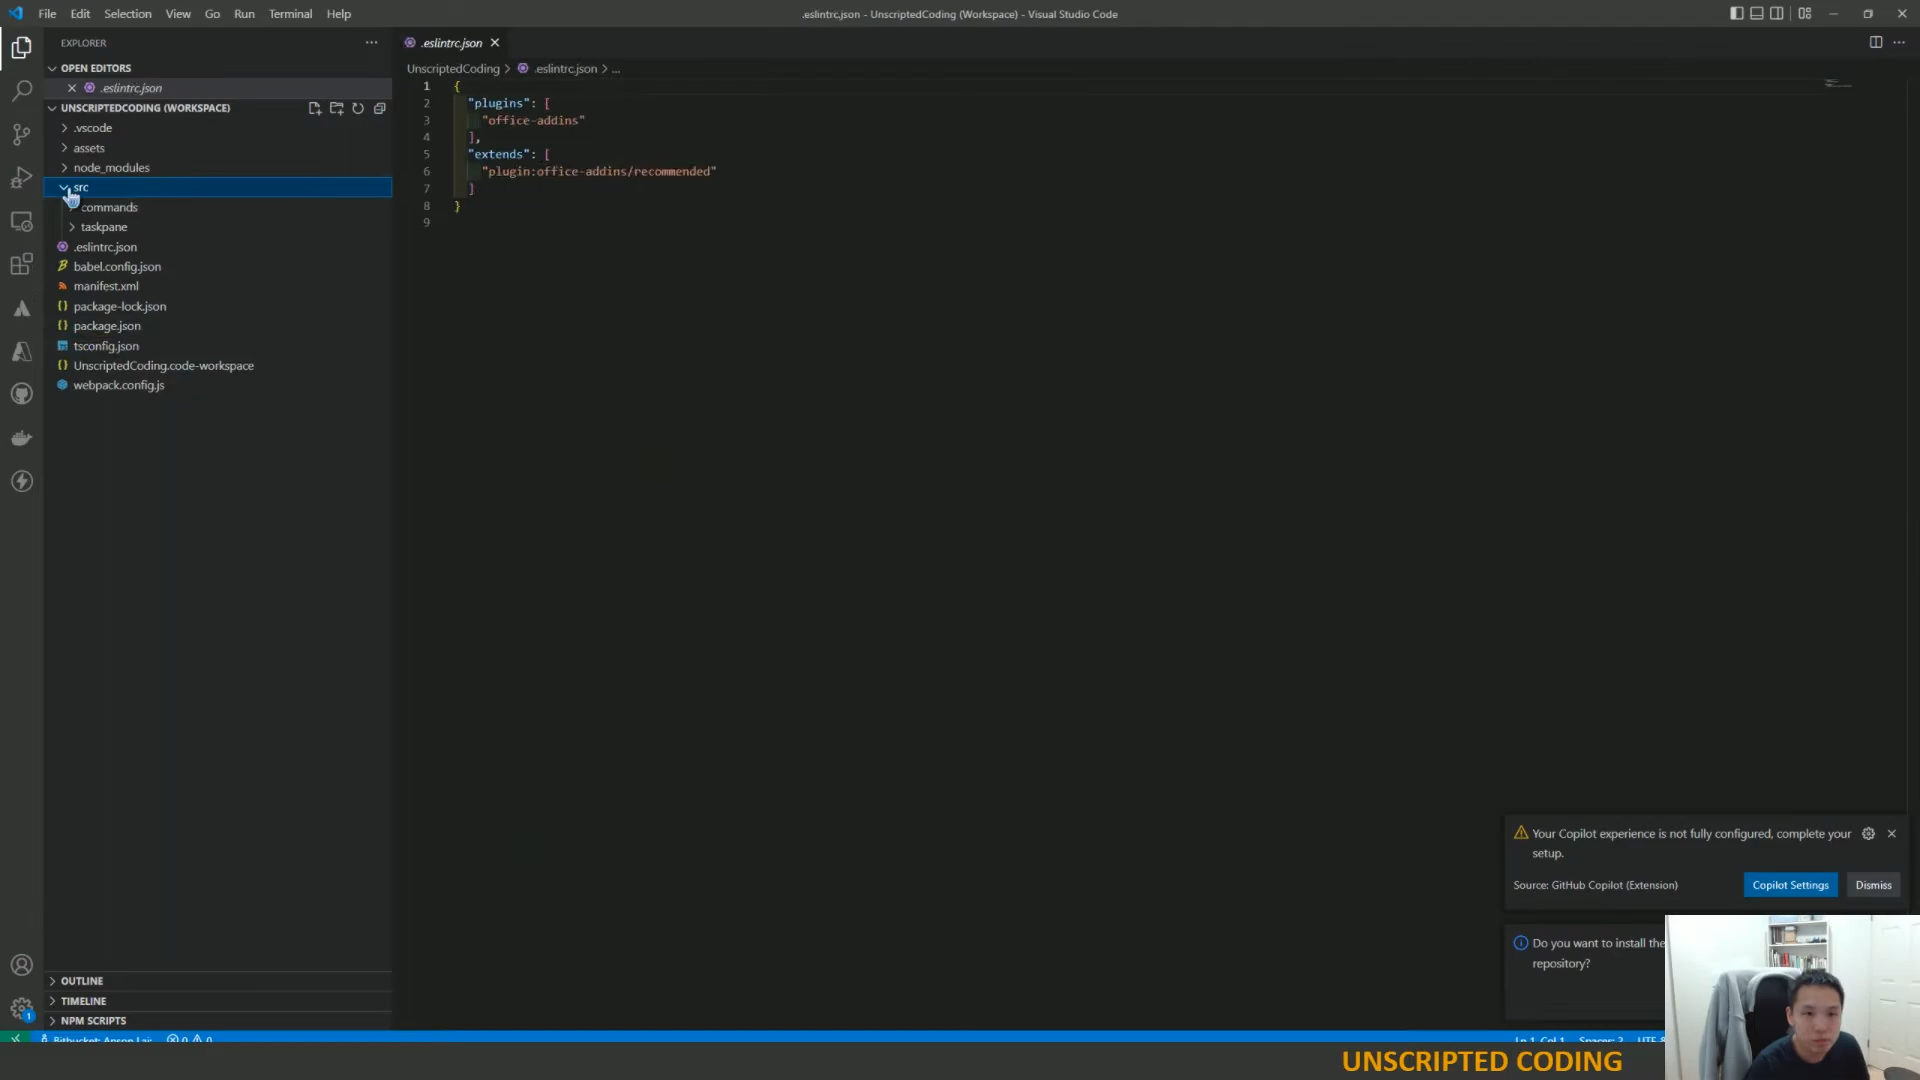 File Edit Selection View Go Run Terminal Help
.eslintrc.json - UnscriptedCoding (Workspace) - Visual Studio Code
EXPLORER
OPEN EDITORS
.eslintrc.json
UNSCRIPTEDCODING (WORKSPACE)
.vscode
assets
node_modules
src
commands
taskpane
.eslintrc.json
babel.config.json
manifest.xml
package-lock.json
package.json
tsconfig.json
UnscriptedCoding.code-workspace
webpack.config.js
OUTLINE
TIMELINE
NPM SCRIPTS
.eslintrc.json
UnscriptedCoding > .eslintrc.json > ...
1 {
2 "plugins": [
3 "office-addins"
4 ],
5 "extends": [
6 "plugin:office-addins/recommended"
7 ]
8 }
9
Your Copilot experience is not fully configured, complete your
setup.
Source: GitHub Copilot (Extension)
Copilot Settings
Dismiss
Do you want to install the
repository?
1
Bitbucket: Anson Lai: 0 0
Ln 1, Col 1 Spaces: 2 UTF-8
UNSCRIPTED CODING